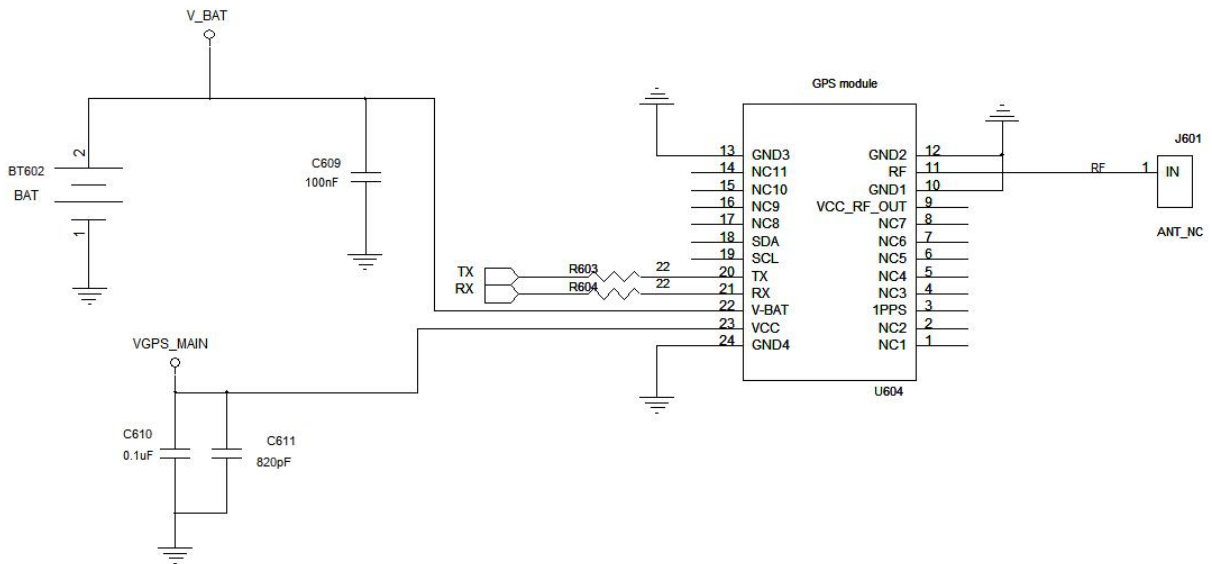 V_BAT
GPS module
2
BT602
BAT
1
C609
100nF
13 GND3
14 NC11
15 NC10
16 NC9
17 NC8
18 SDA
19 SCL
TX R603 22 20 TX
RX R604 22 21 RX
22 V-BAT
23 VCC
24 GND4
GND2 12
RF 11
GND1 10
VCC_RF_OUT 9
NC7 8
NC6 7
NC5 6
NC4 5
NC3 4
1PPS 3
NC2 2
NC1 1
U604
RF
J601
1 IN
ANT_NC
VGPS_MAIN
C610
0.1uF
C611
820pF